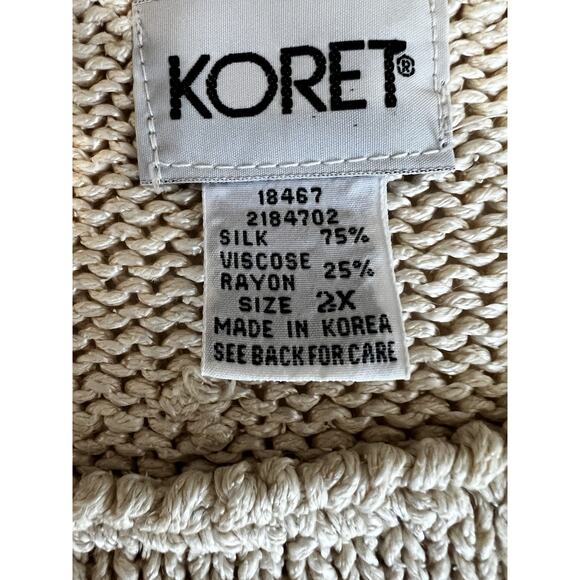 KORET®
18467
2184702
SILK 75%
VISCOSE
RAYON 25%
SIZE 2X
MADE IN KOREA
SEE BACK FOR CARE